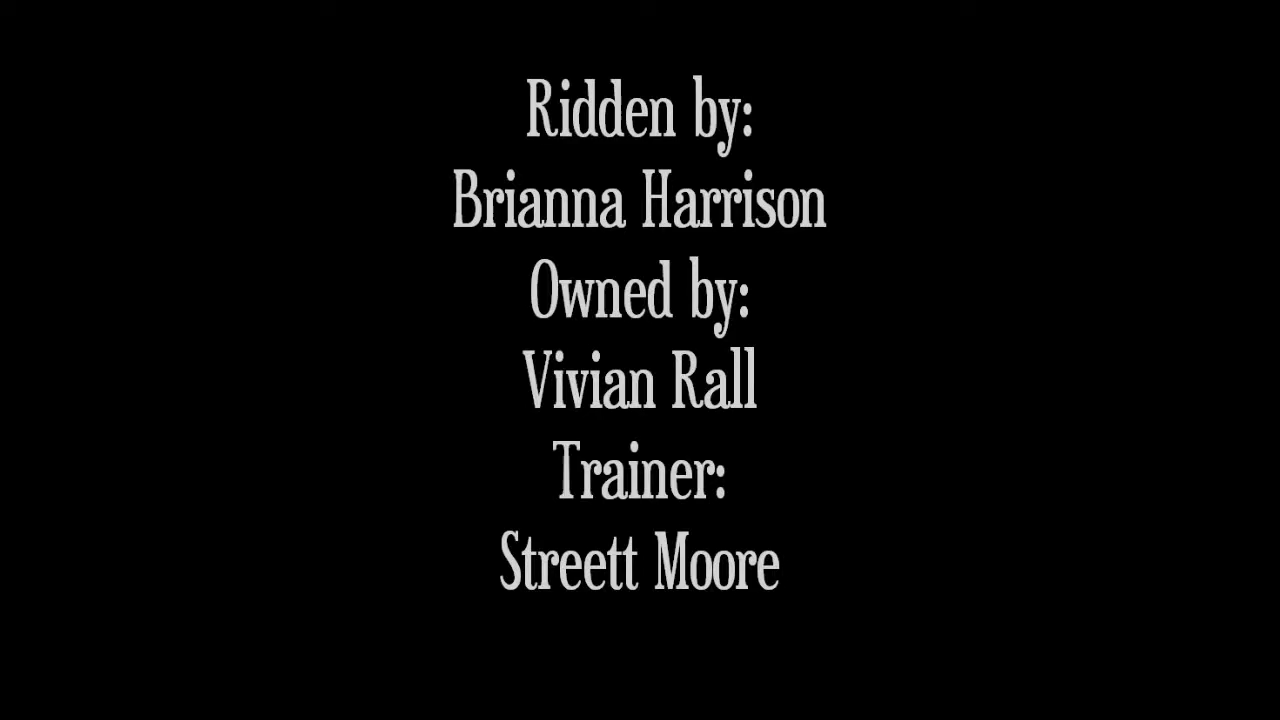 Ridden by:
Brianna Harrison
Owned by:
Vivian Rall
Trainer:
Streett Moore